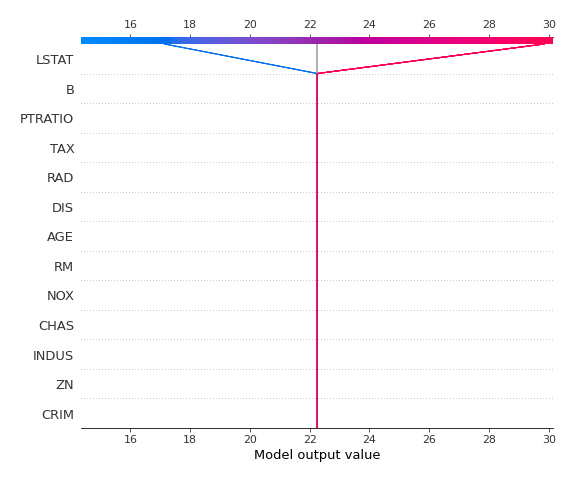 16 18 20 22 24 26 28 30
LSTAT
B
PTRATIO
TAX
RAD
DIS
AGE
RM
NOX
CHAS
INDUS
ZN
CRIM
16 18 20 22 24 26 28 30
Model output value